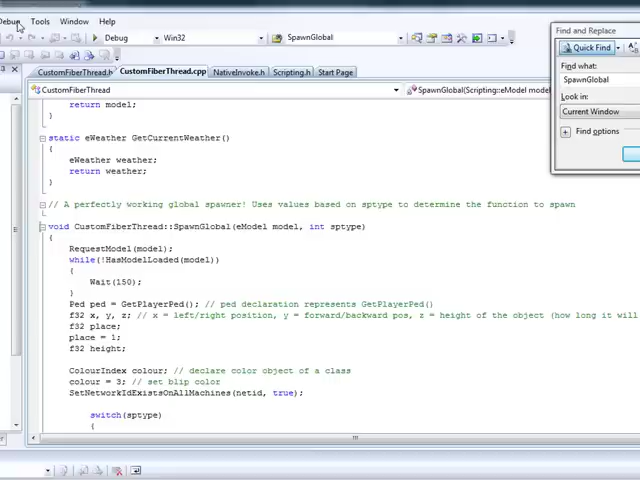 Debug Tools Window Help
Debug Win32 SpawnGlobal
CustomFiberThread.h CustomFiberThread.cpp NativeInvoke.h Scripting.h Start Page
CustomFiberThread SpawnGlobal(Scripting::eModel model
return model;
}
static eWeather GetCurrentWeather()
{
eWeather weather;
return weather;
}
// A perfectly working global spawner! Uses values based on sptype to determine the function to spawn
void CustomFiberThread::SpawnGlobal(eModel model, int sptype)
{
RequestModel(model);
while(!HasModelLoaded(model))
{
Wait(150);
}
Ped ped = GetPlayerPed(); // ped declaration represents GetPlayerPed()
f32 x, y, z; // x = left/right position, y = forward/backward pos, z = height of the object (how long it will
f32 place;
place = 1;
f32 height;
ColourIndex colour; // declare color object of a class
colour = 3; // set blip color
SetNetworkIdExistsOnAllMachines(netid, true);
switch(sptype)
{
Find and Replace
Quick Find
Find what:
SpawnGlobal
Look in:
Current Window
Find options